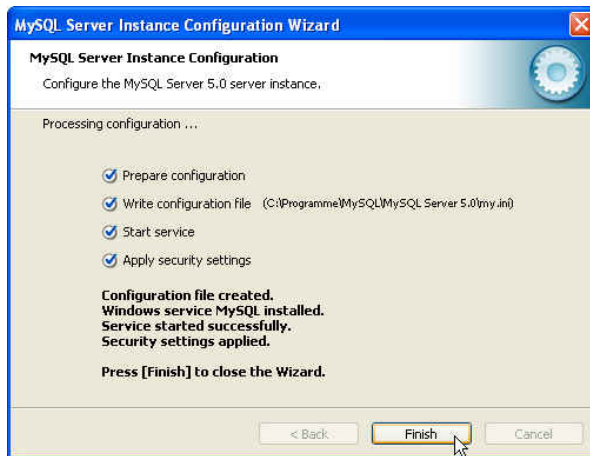 MySQL Server Instance Configuration Wizard
MySQL Server Instance Configuration
Configure the MySQL Server 5.0 server instance.
Processing configuration ...
Prepare configuration
Write configuration file (C:\Programme\MySQL\MySQL Server 5.0\my.ini)
Start service
Apply security settings
Configuration file created.
Windows service MySQL installed.
Service started successfully.
Security settings applied.
Press [Finish] to close the Wizard.
< Back Finish Cancel